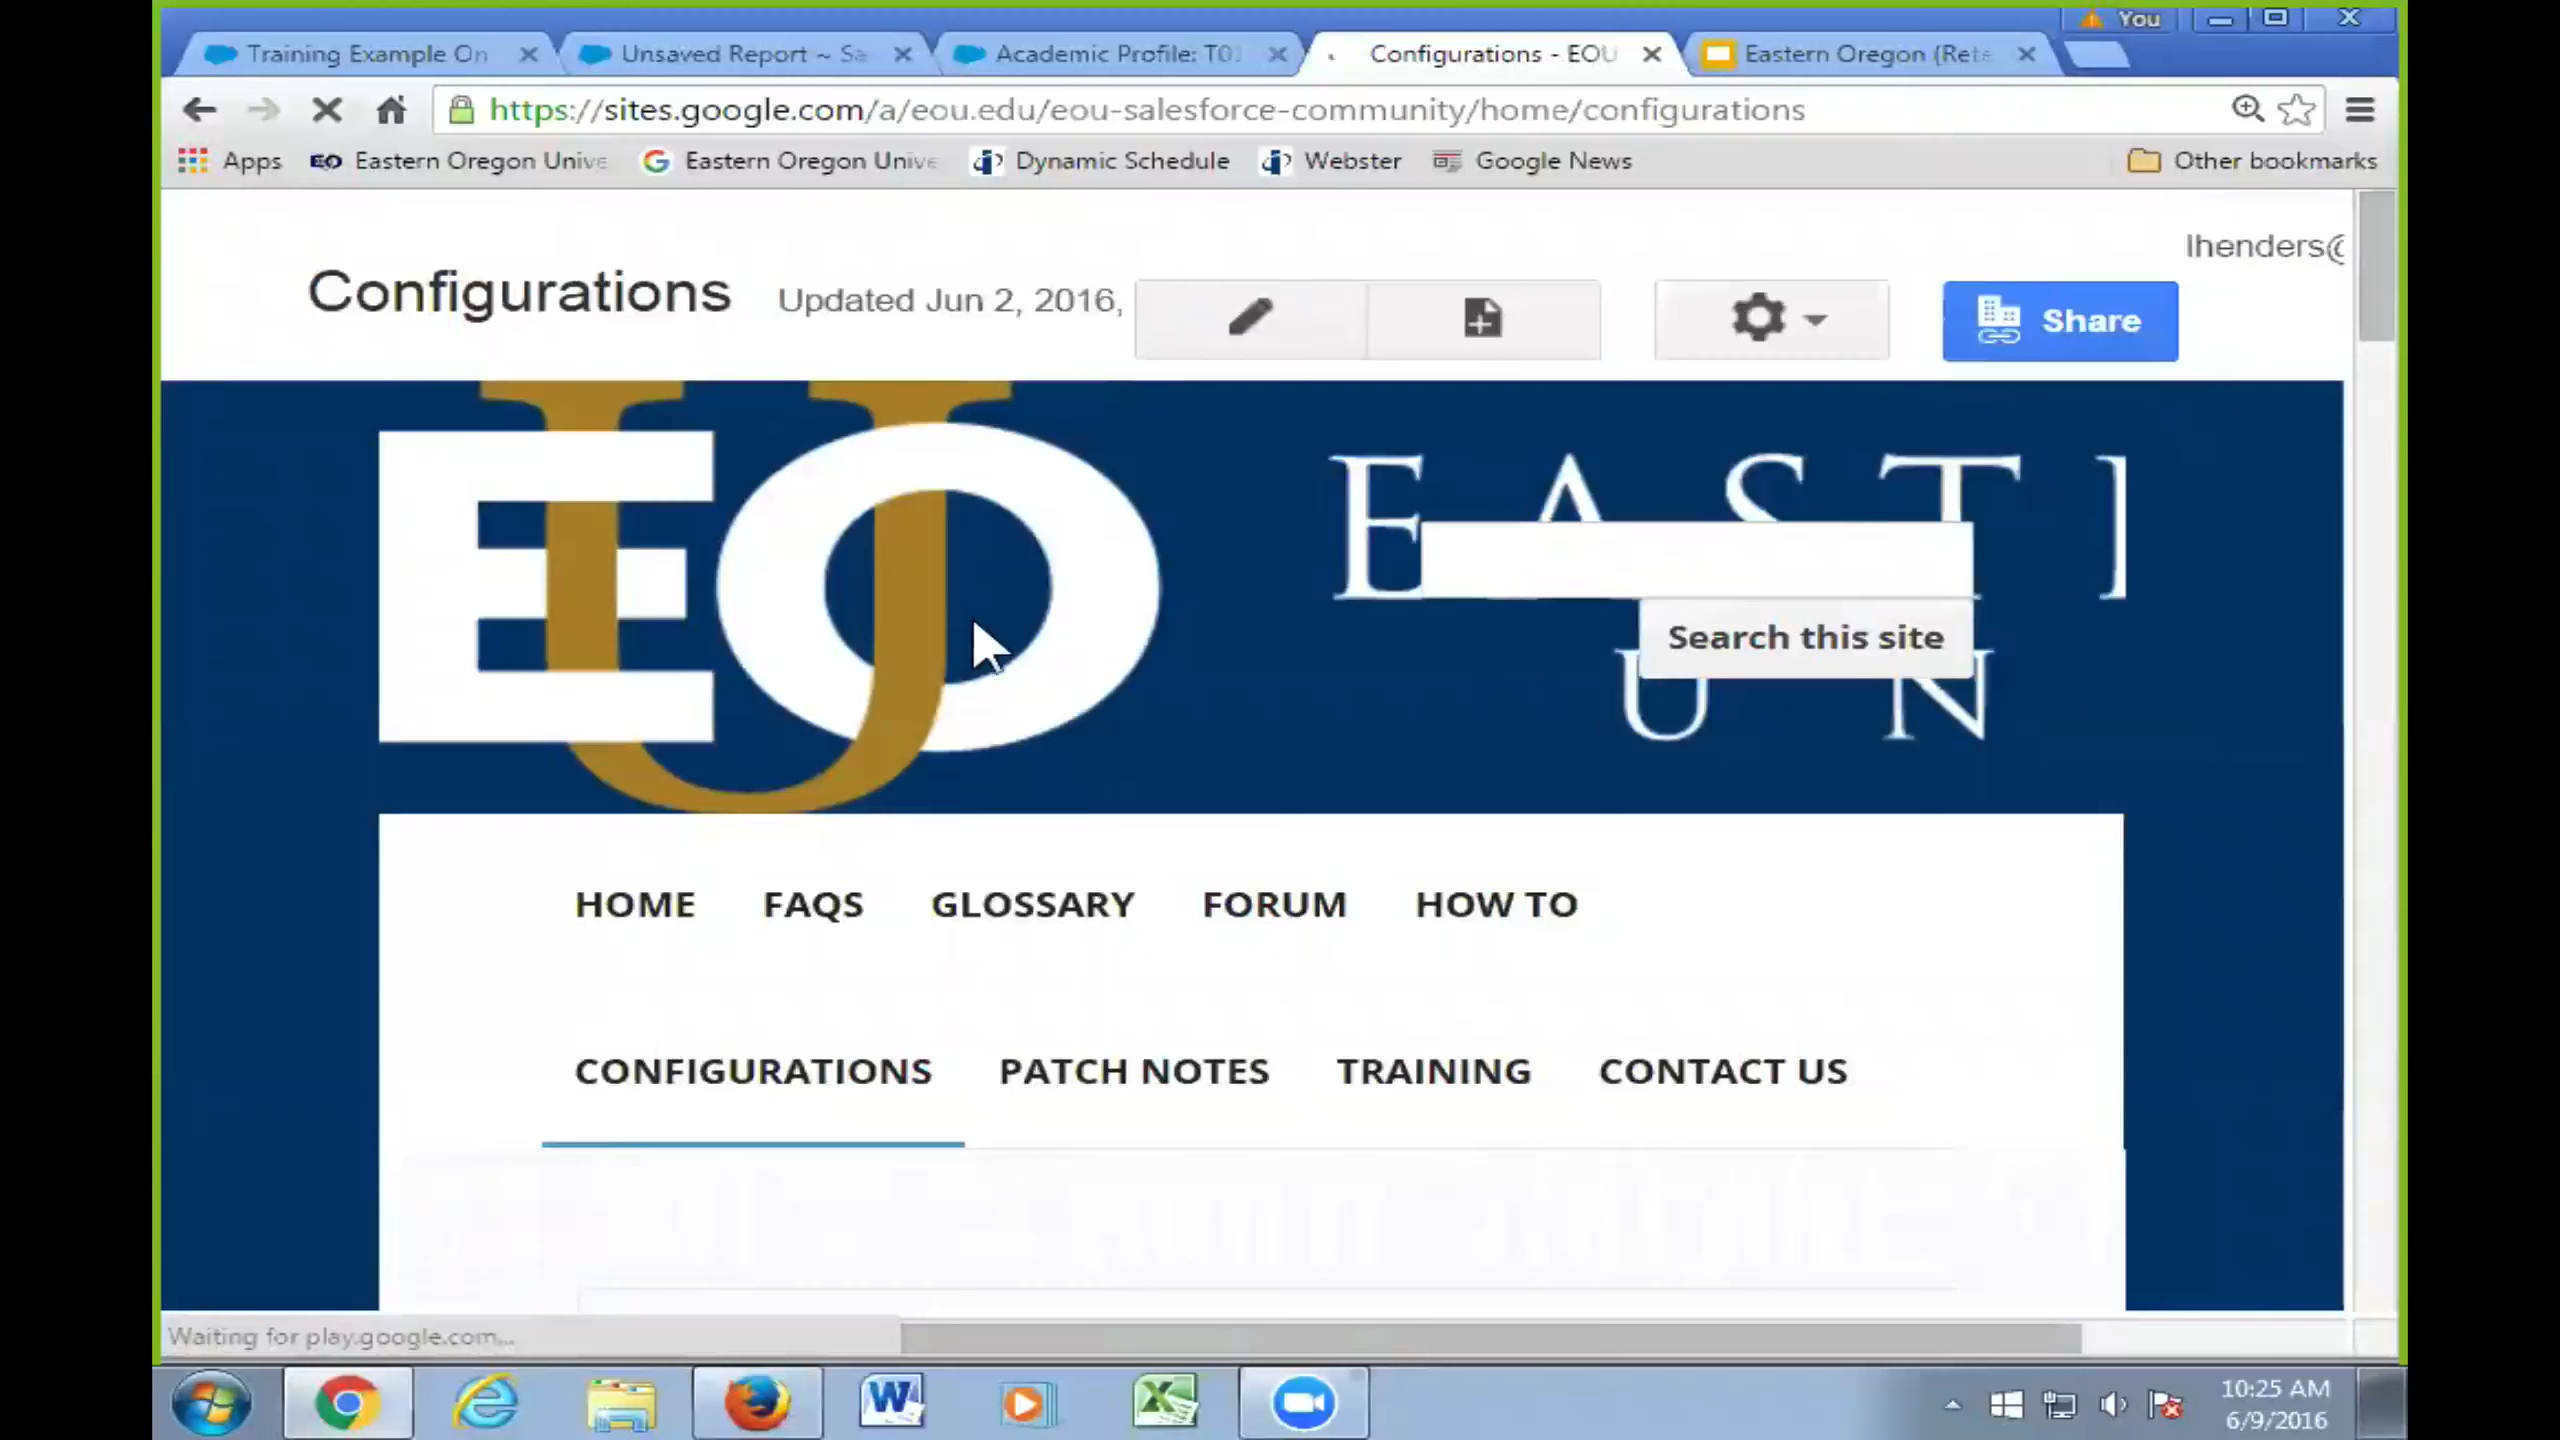 You
Training Example On
Unsaved Report ~ Sa
Academic Profile: T01
Configurations - EOU
Eastern Oregon (Rete
https://sites.google.com/a/eou.edu/eou-salesforce-community/home/configurations
Apps
EO Eastern Oregon Unive
Eastern Oregon Unive
Dynamic Schedule
Webster
Google News
Other bookmarks
lhenders@
Configurations
Updated Jun 2, 2016,
Share
EOU
EAST
Search this site
U N
HOME FAQS GLOSSARY FORUM HOW TO
CONFIGURATIONS PATCH NOTES TRAINING CONTACT US
Waiting for play.google.com...
10:25 AM
6/9/2016